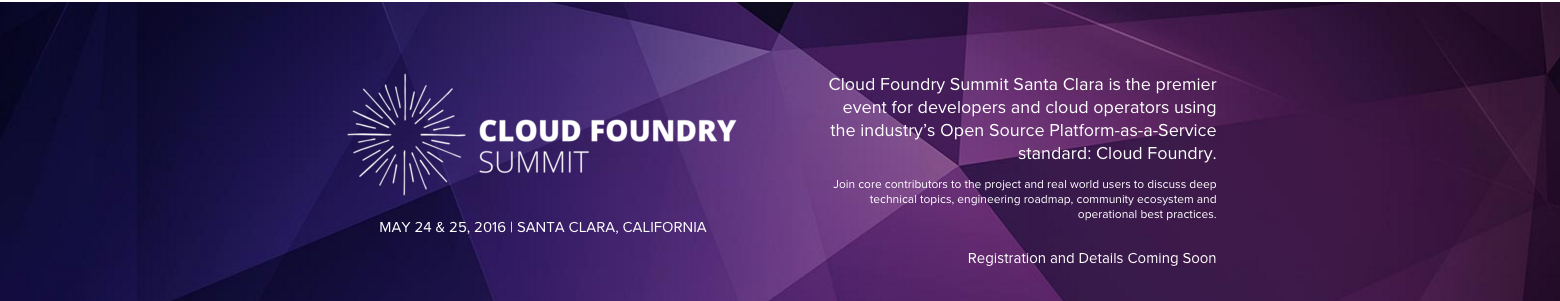 CLOUD FOUNDRY
SUMMIT
MAY 24 & 25, 2016 | SANTA CLARA, CALIFORNIA
Cloud Foundry Summit Santa Clara is the premier
event for developers and cloud operators using
the industry’s Open Source Platform-as-a-Service
standard: Cloud Foundry.
Join core contributors to the project and real world users to discuss deep
technical topics, engineering roadmap, community ecosystem and
operational best practices.
Registration and Details Coming Soon